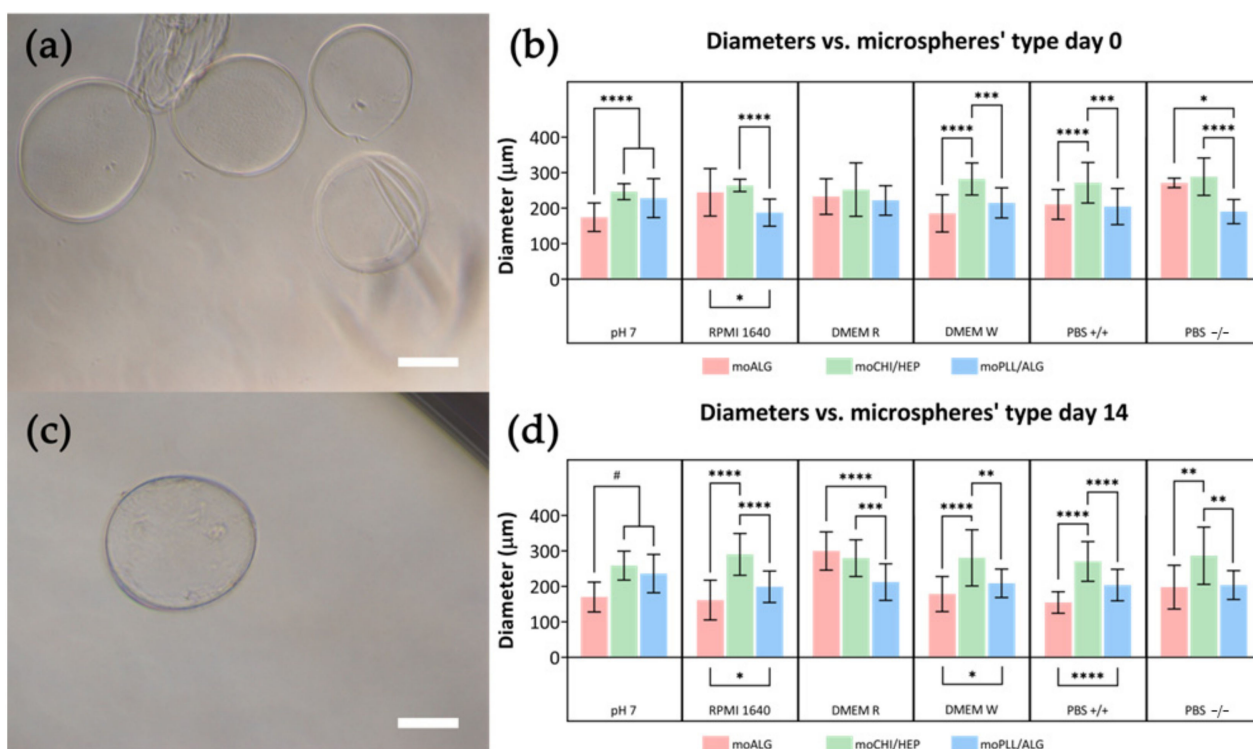 (a)
(b)
Diameters vs. microspheres' type day 0
**** **** **** *** **** *** * ****
Diameter (μm)
400
300
200
100
0
*
pH 7 RPMI 1640 DMEM R DMEM W PBS +/+ PBS −/−
moALG moCHI/HEP moPLL/ALG
(c)
(d)
Diameters vs. microspheres' type day 14
# **** **** **** *** **** ** **** **** ** **
Diameter (μm)
400
300
200
100
0
* * ****
pH 7 RPMI 1640 DMEM R DMEM W PBS +/+ PBS −/−
moALG moCHI/HEP moPLL/ALG